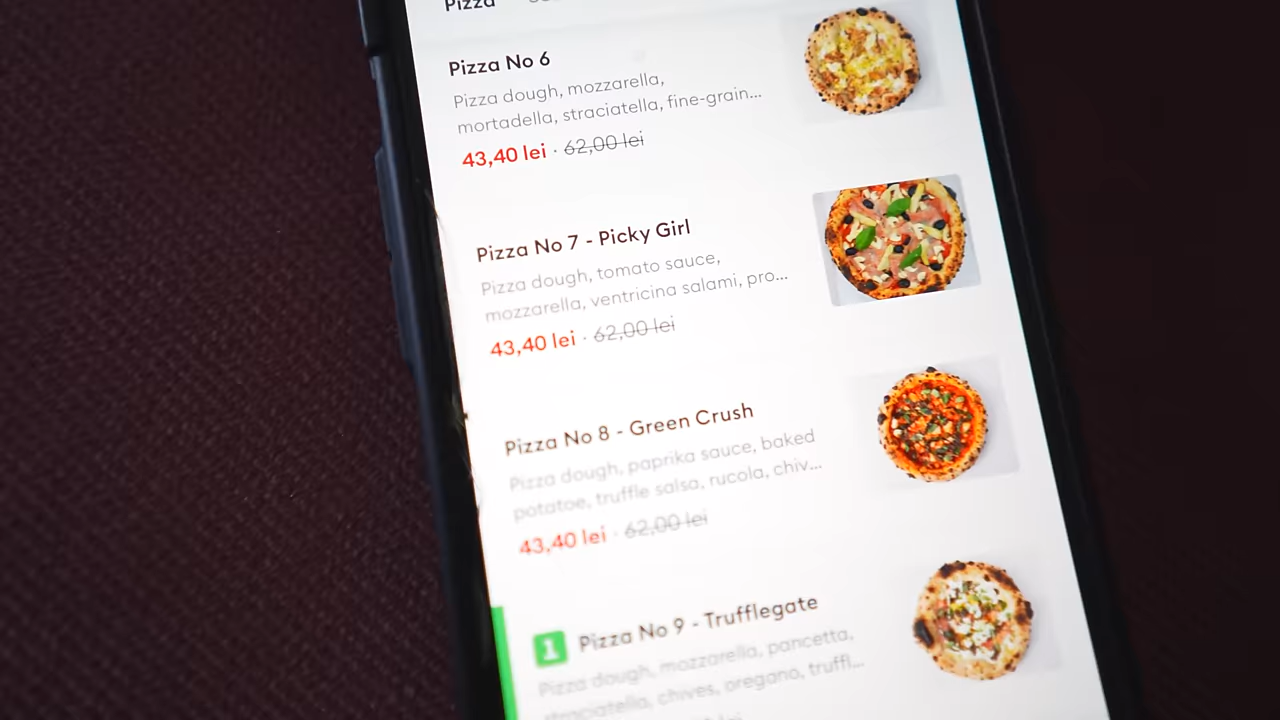 Pizza
Pizza No 6
Pizza dough, mozzarella,
mortadella, straciatella, fine-grain...
43,40 lei · 62,00 lei
Pizza No 7 - Picky Girl
Pizza dough, tomato sauce,
mozzarella, ventricina salami, pro...
43,40 lei · 62,00 lei
Pizza No 8 - Green Crush
Pizza dough, paprika sauce, baked
potatoe, truffle salsa, rucola, chiv...
43,40 lei · 62,00 lei
1 Pizza No 9 - Trufflegate
Pizza dough, mozzarella, pancetta,
straciatella, chives, oregano, truffl...
lei